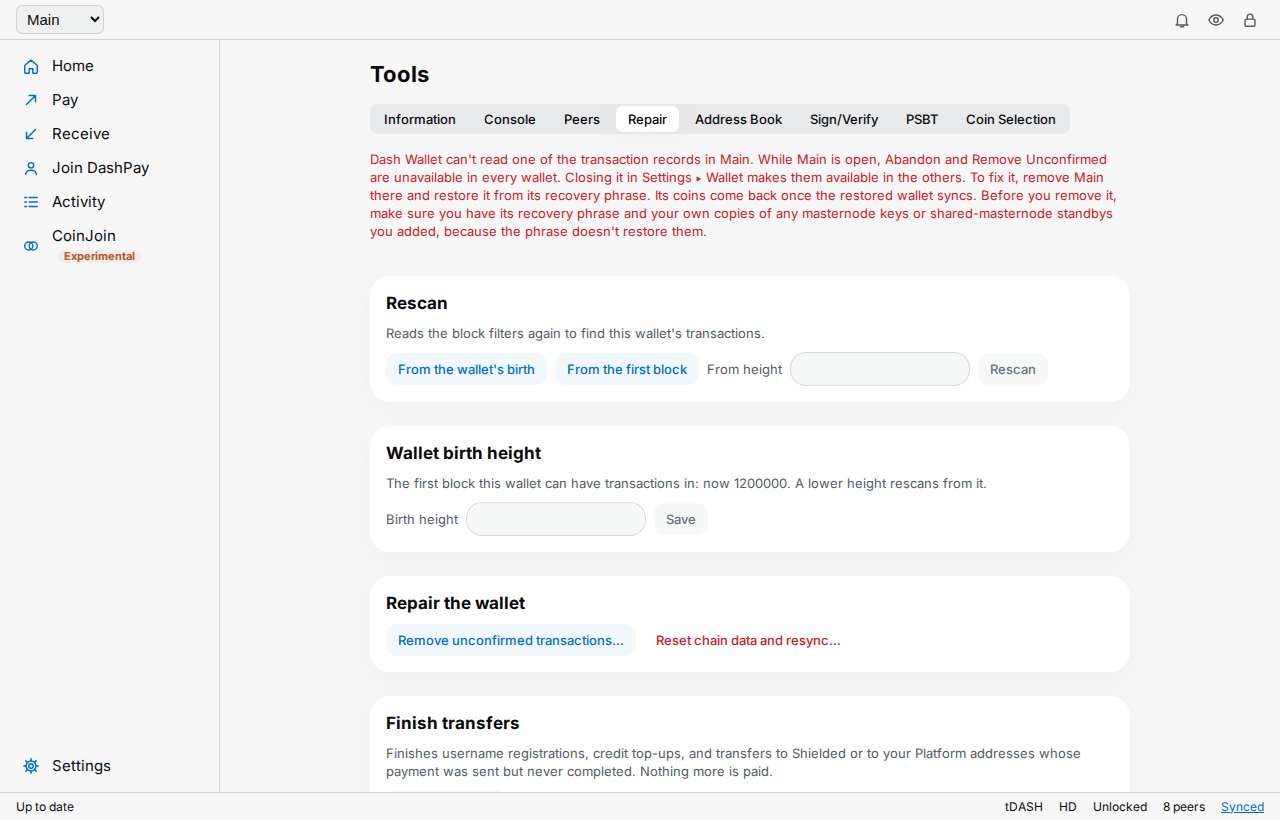 Main
Home
Pay
Receive
Join DashPay
Activity
CoinJoin
Experimental
Settings
Tools
Information Console Peers Repair Address Book Sign/Verify PSBT Coin Selection
Dash Wallet can't read one of the transaction records in Main. While Main is open, Abandon and Remove Unconfirmed
are unavailable in every wallet. Closing it in Settings ▸ Wallet makes them available in the others. To fix it, remove Main
there and restore it from its recovery phrase. Its coins come back once the restored wallet syncs. Before you remove it,
make sure you have its recovery phrase and your own copies of any masternode keys or shared-masternode standbys
you added, because the phrase doesn't restore them.
Rescan
Reads the block filters again to find this wallet's transactions.
From the wallet's birth From the first block From height Rescan
Wallet birth height
The first block this wallet can have transactions in: now 1200000. A lower height rescans from it.
Birth height Save
Repair the wallet
Remove unconfirmed transactions... Reset chain data and resync...
Finish transfers
Finishes username registrations, credit top-ups, and transfers to Shielded or to your Platform addresses whose
payment was sent but never completed. Nothing more is paid.
Up to date tDASH HD Unlocked 8 peers Synced